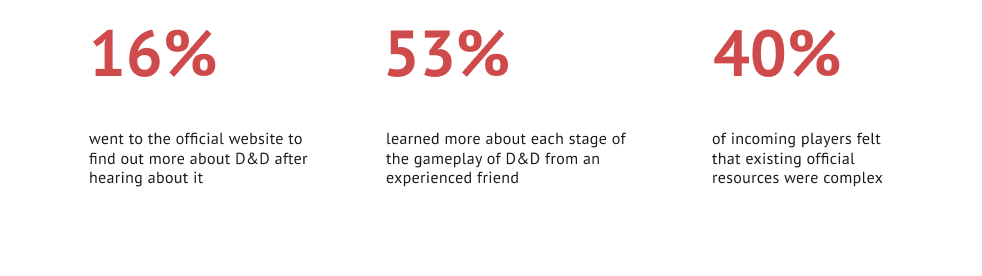 16%
went to the official website to
find out more about D&D after
hearing about it
53%
learned more about each stage of
the gameplay of D&D from an
experienced friend
40%
of incoming players felt
that existing official
resources were complex